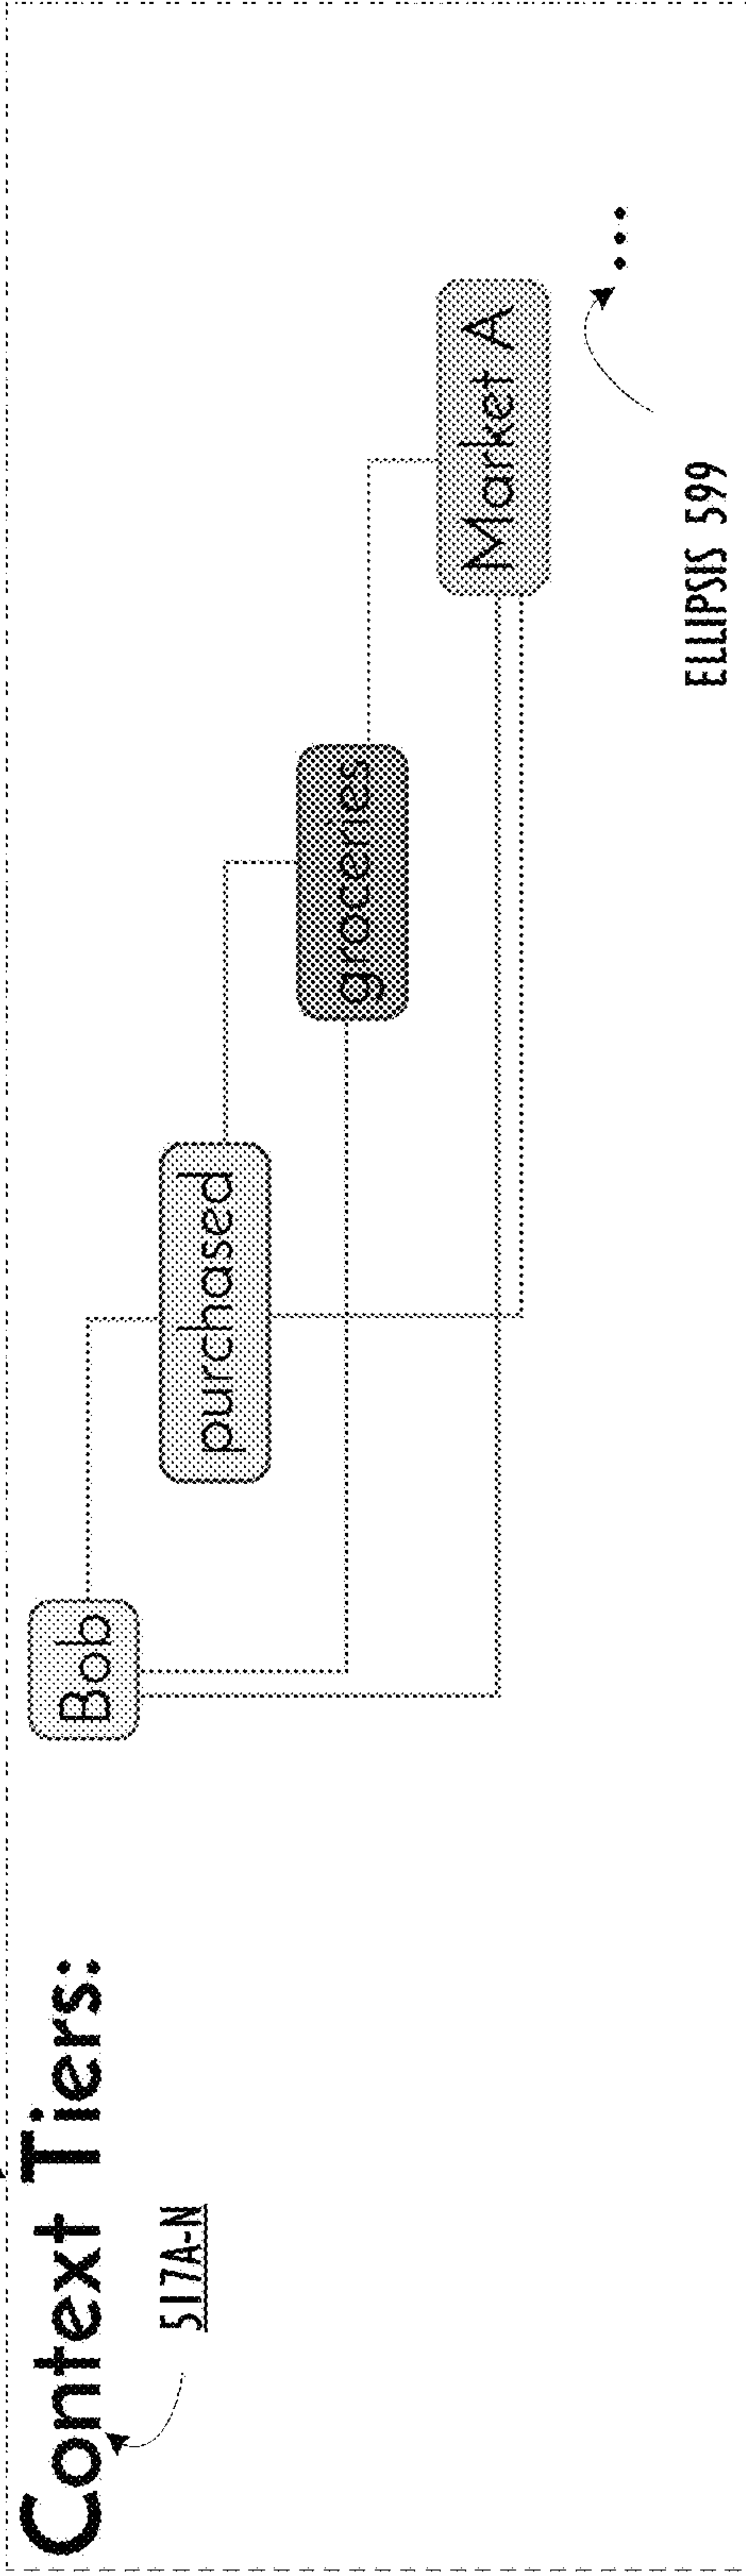 Context Tiers:
517A-N
Bob
purchased
groceries
Market A
...
ELLIPSIS 599